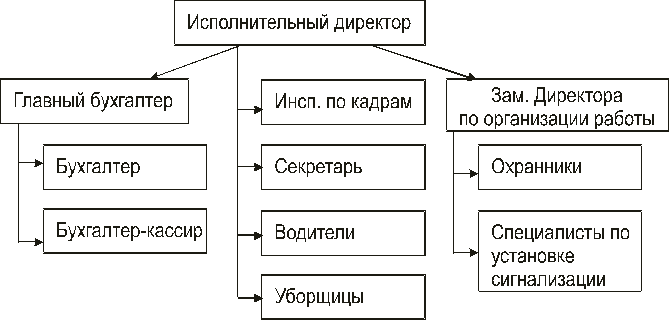 Исполнительный директор
Главный бухгалтер
Инсп. по кадрам
Зам. Директора
по организации работы
Бухгалтер
Секретарь
Охранники
Бухгалтер-кассир
Водители
Специалисты по
установке
сигнализации
Уборщицы